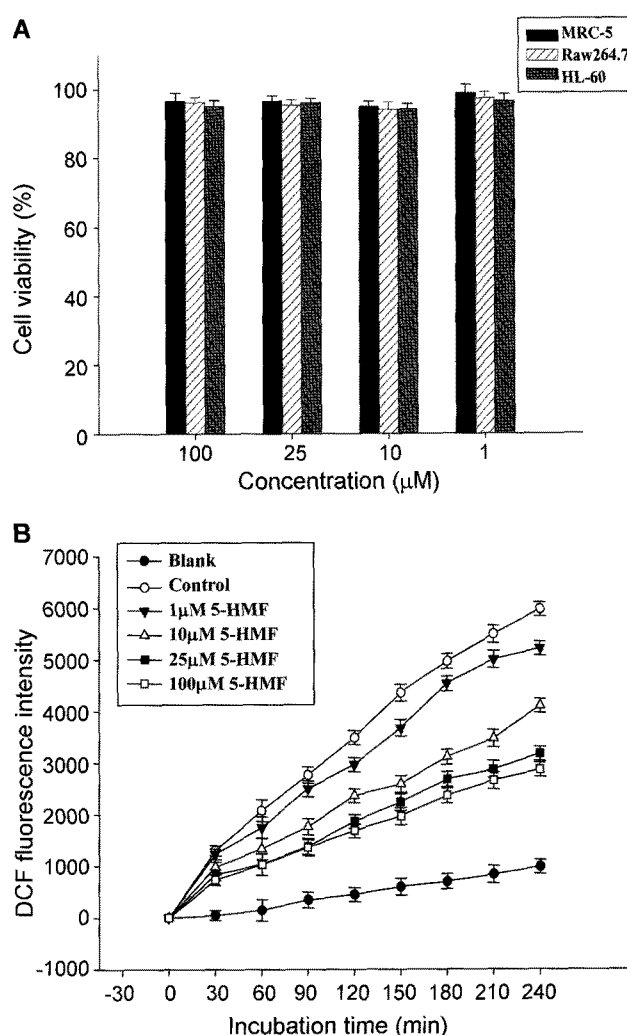 A
MRC-5
Raw264.7
HL-60
Cell viability (%)
100
80
60
40
20
0
100 25 10 1
Concentration (μM)
B
Blank
Control
1μM 5-HMF
10μM 5-HMF
25μM 5-HMF
100μM 5-HMF
DCF fluorescence intensity
7000
6000
5000
4000
3000
2000
1000
0
-1000
-30 0 30 60 90 120 150 180 210 240
Incubation time (min)